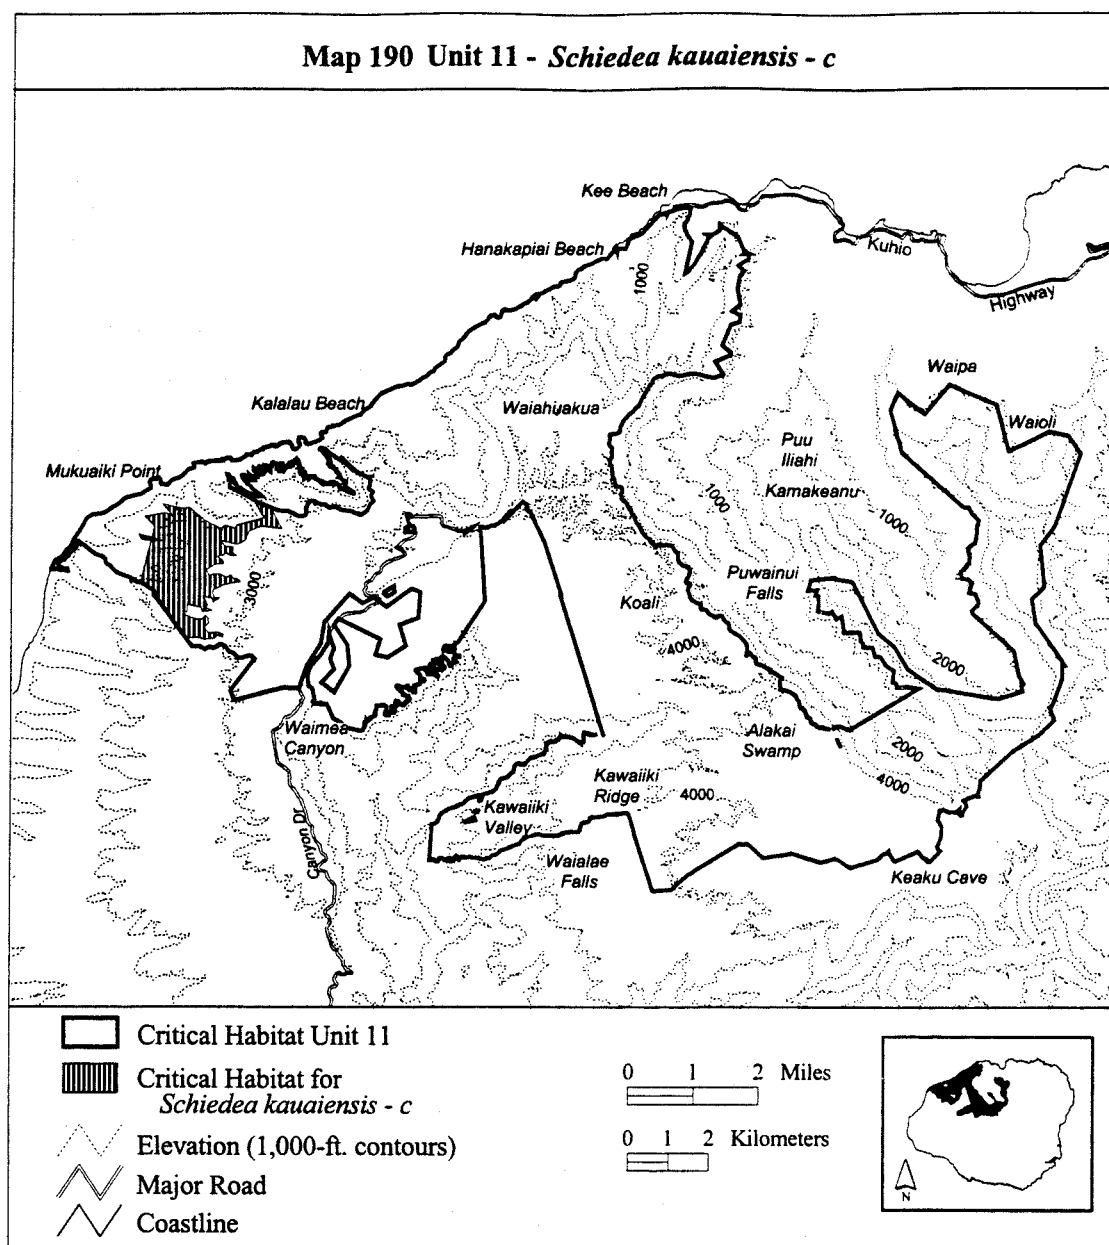 Map 190 Unit 11 - Schiedea kauaiensis - c
Kee Beach
Hanakapiai Beach
Kuhio
1000
Highway
Waipa
Kalalau Beach
Waiahuakua
Waioli
Puu
Iliahi
Mukuaiki Point
Kamakeanu
1000
1000
Puwainui
Falls
3000
Koali
4000
2000
Waimea
Canyon
Alakai
Swamp
2000
Kawaiiki
Ridge
4000
4000
Kawaiiki
Valley
Canyon Dr
Waialae
Falls
Keaku Cave
Critical Habitat Unit 11
Critical Habitat for
Schiedea kauaiensis - c
Elevation (1,000-ft. contours)
Major Road
Coastline
0 1 2 Miles
0 1 2 Kilometers
N